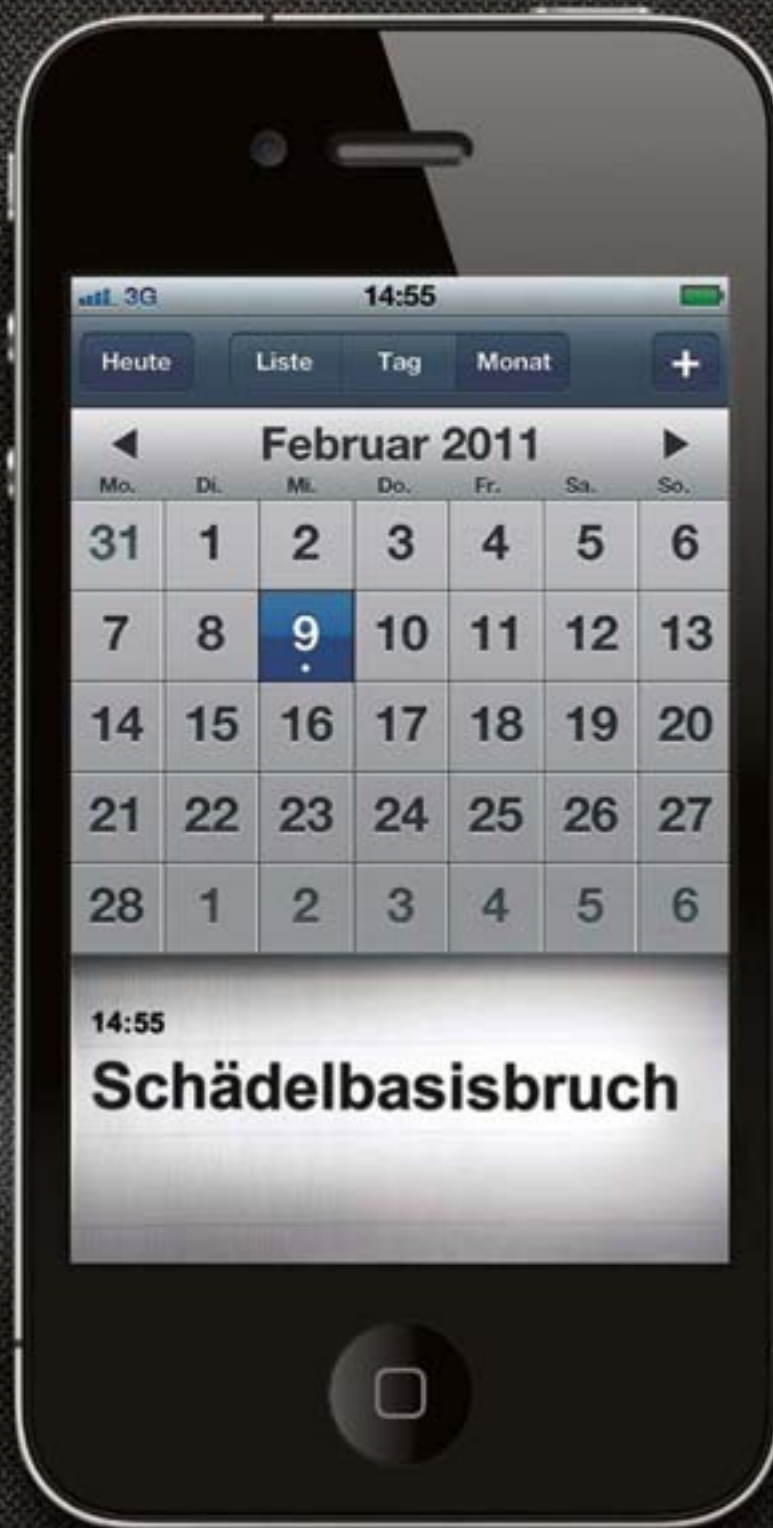 3G 14:55
Heute Liste Tag Monat +
Februar 2011
Mo. Di. Mi. Do. Fr. Sa. So.
31 1 2 3 4 5 6
7 8 9 10 11 12 13
14 15 16 17 18 19 20
21 22 23 24 25 26 27
28 1 2 3 4 5 6
14:55
Schädelbasisbruch